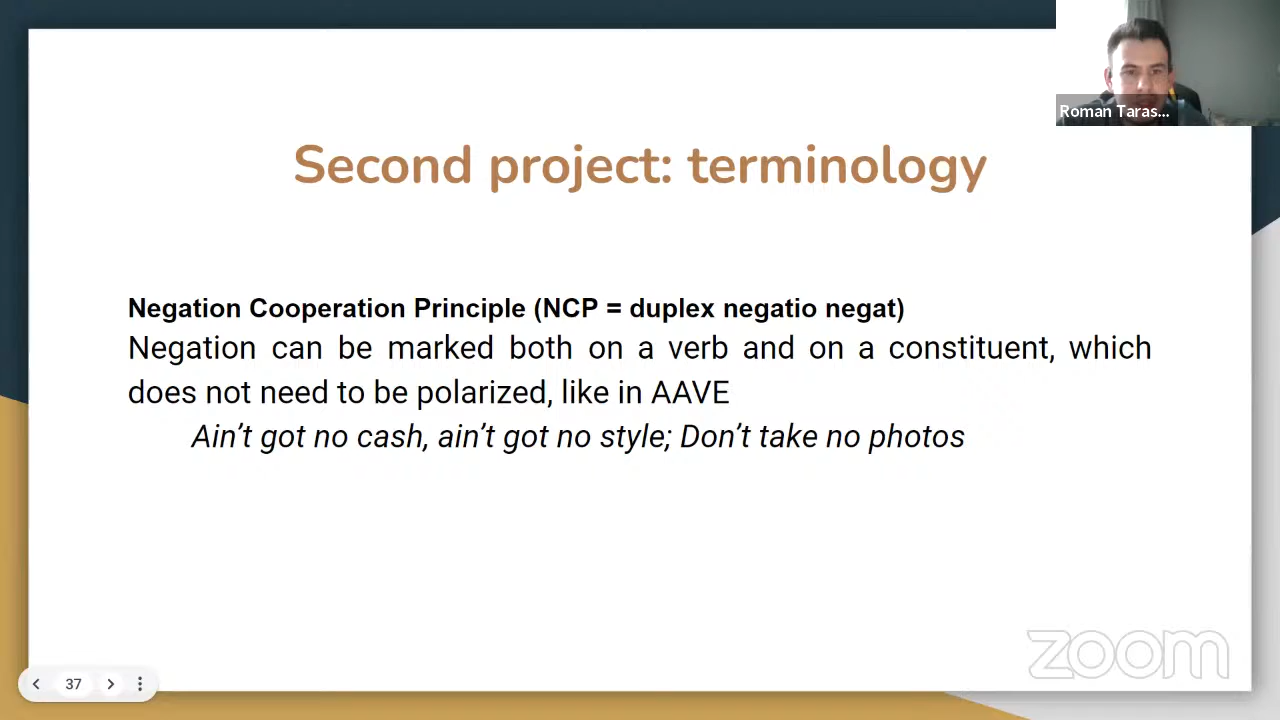 Roman Taras...
Second project: terminology
Negation Cooperation Principle (NCP = duplex negatio negat)
Negation can be marked both on a verb and on a constituent, which
does not need to be polarized, like in AAVE
Ain’t got no cash, ain’t got no style; Don’t take no photos
zoom
37